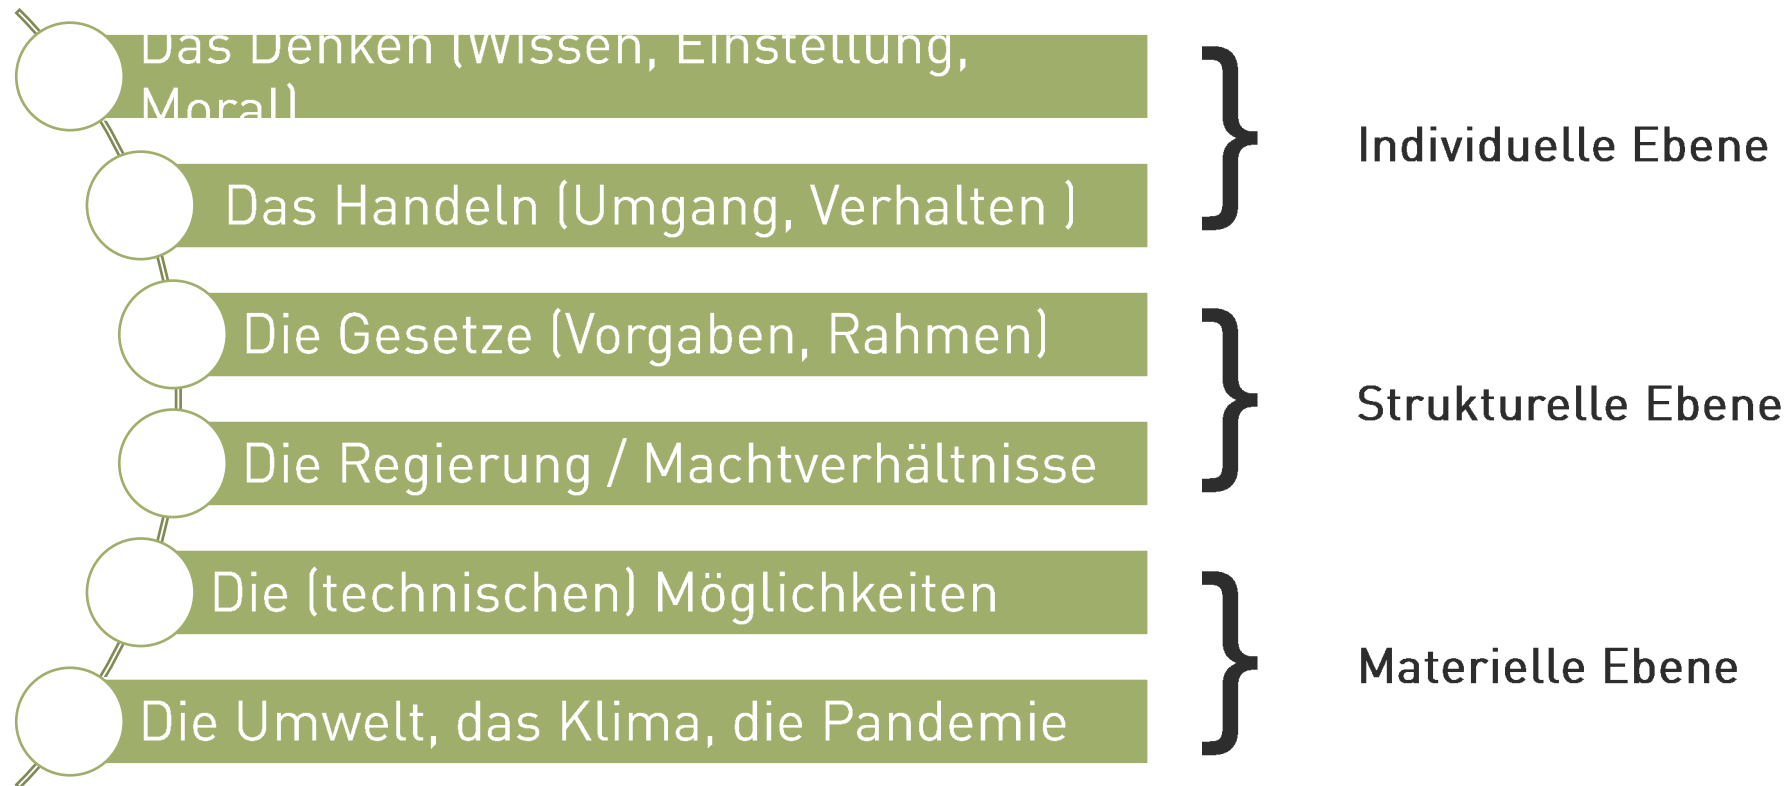 Das Denken (Wissen, Einstellung,
Moral)
Das Handeln (Umgang, Verhalten )
Individuelle Ebene
Die Gesetze (Vorgaben, Rahmen)
Die Regierung / Machtverhältnisse
Strukturelle Ebene
Die (technischen) Möglichkeiten
Die Umwelt, das Klima, die Pandemie
Materielle Ebene